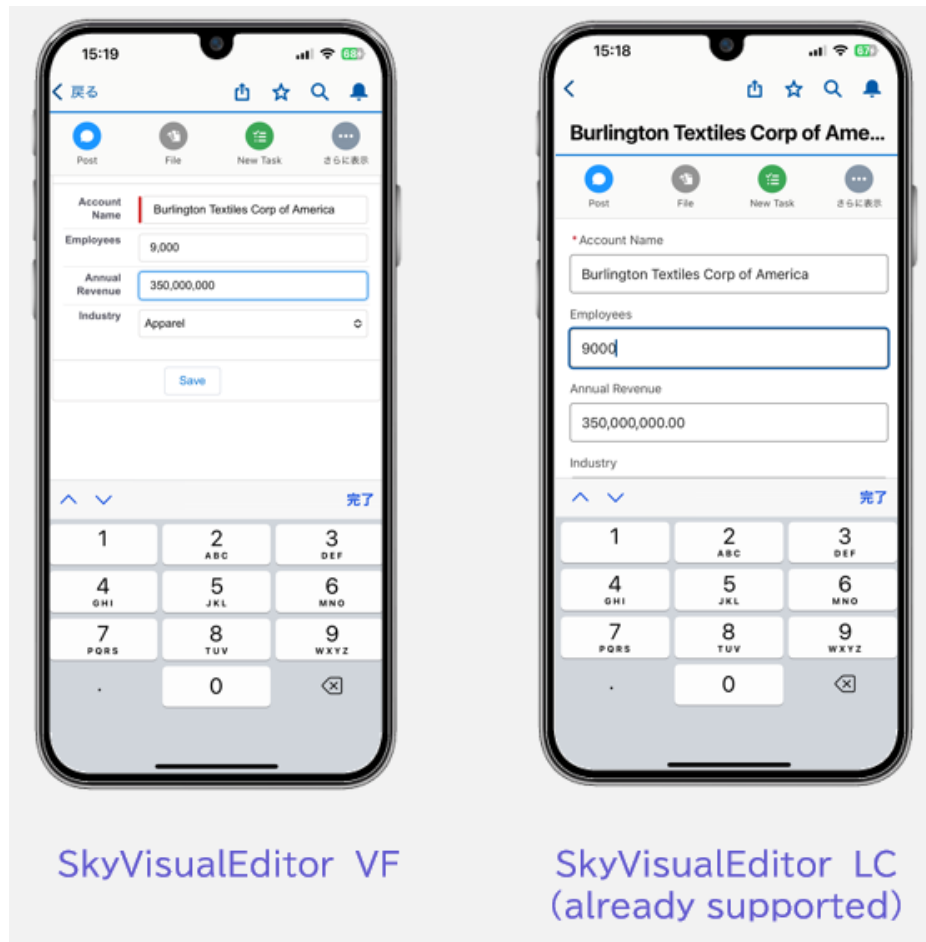 15:19
68
戻る
Post
File
New Task
さらに表示
Account
Name
Burlington Textiles Corp of America
Employees
9,000
Annual
Revenue
350,000,000
Industry
Apparel
Save
完了
1
2
ABC
3
DEF
4
GHI
5
JKL
6
MNO
7
PQRS
8
TUV
9
WXYZ
.
0
SkyVisualEditor VF
15:18
67
Burlington Textiles Corp of Ame...
Post
File
New Task
さらに表示
*Account Name
Burlington Textiles Corp of America
Employees
9000
Annual Revenue
350,000,000.00
Industry
完了
1
2
ABC
3
DEF
4
GHI
5
JKL
6
MNO
7
PQRS
8
TUV
9
WXYZ
.
0
SkyVisualEditor LC
(already supported)